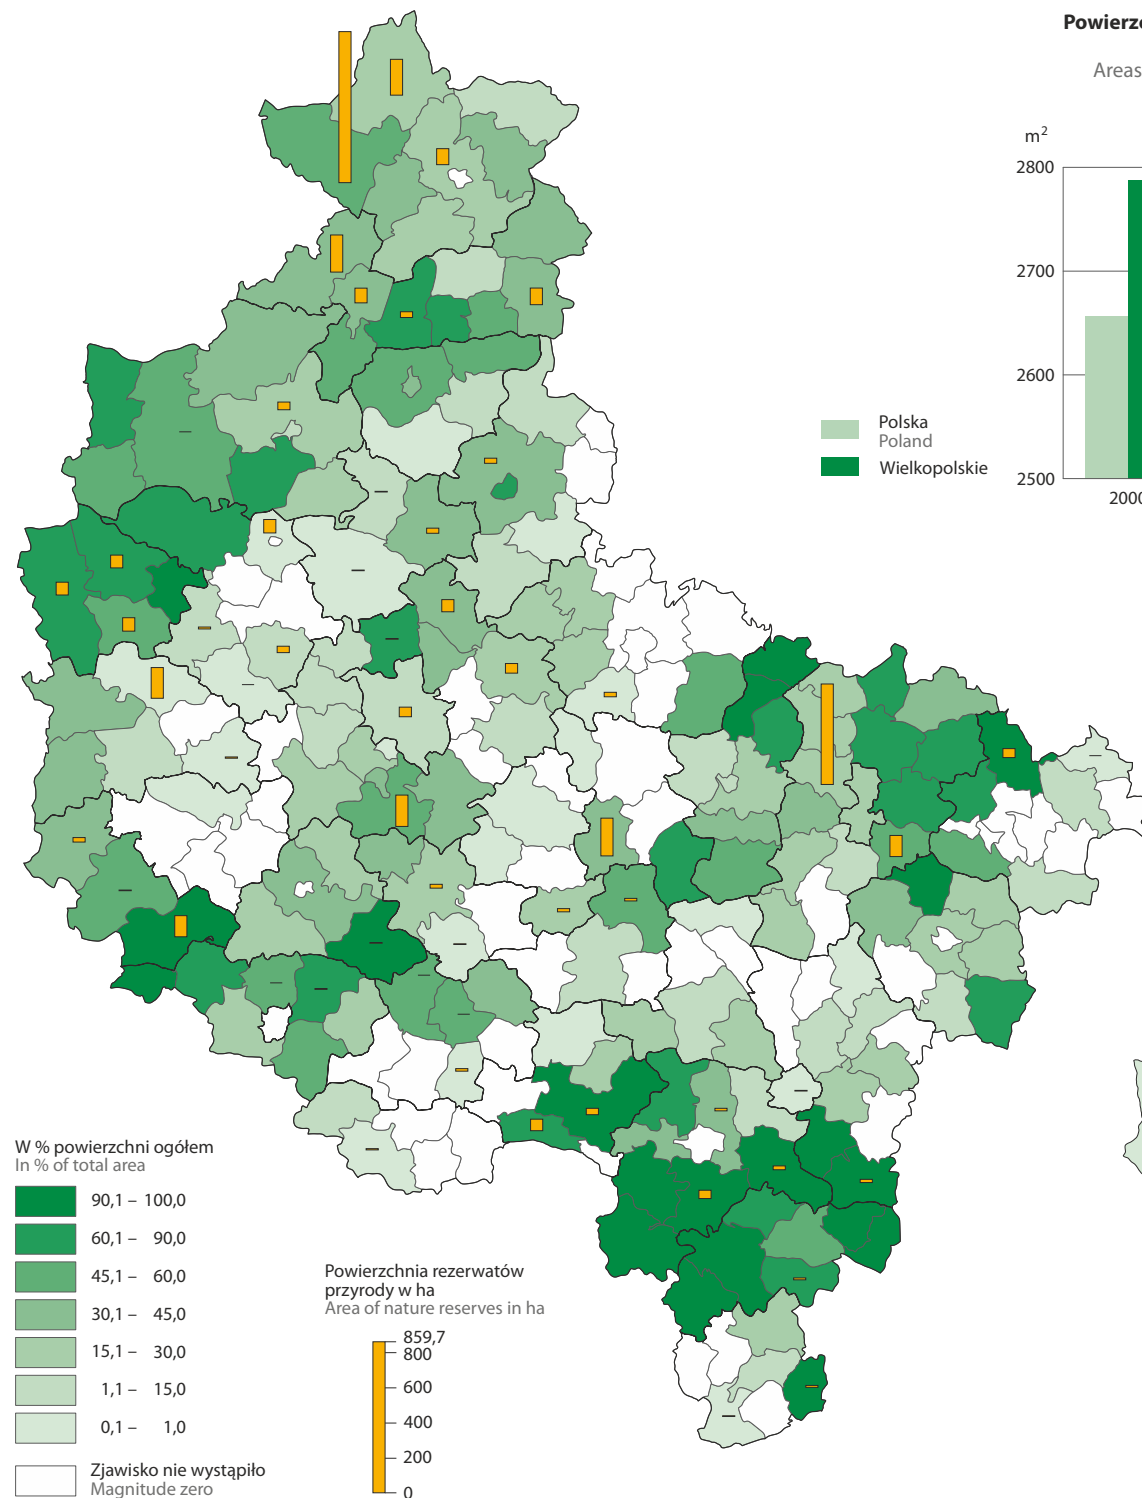 Powierz
Areas
m²
2800
2700
2600
2500
2000
Polska
Poland
Wielkopolskie
W % powierzchni ogółem
In % of total area
90,1 – 100,0
60,1 – 90,0
45,1 – 60,0
30,1 – 45,0
15,1 – 30,0
1,1 – 15,0
0,1 – 1,0
Zjawisko nie wystąpiło
Magnitude zero
Powierzchnia rezerwatów
przyrody w ha
Area of nature reserves in ha
859,7
800
600
400
200
0